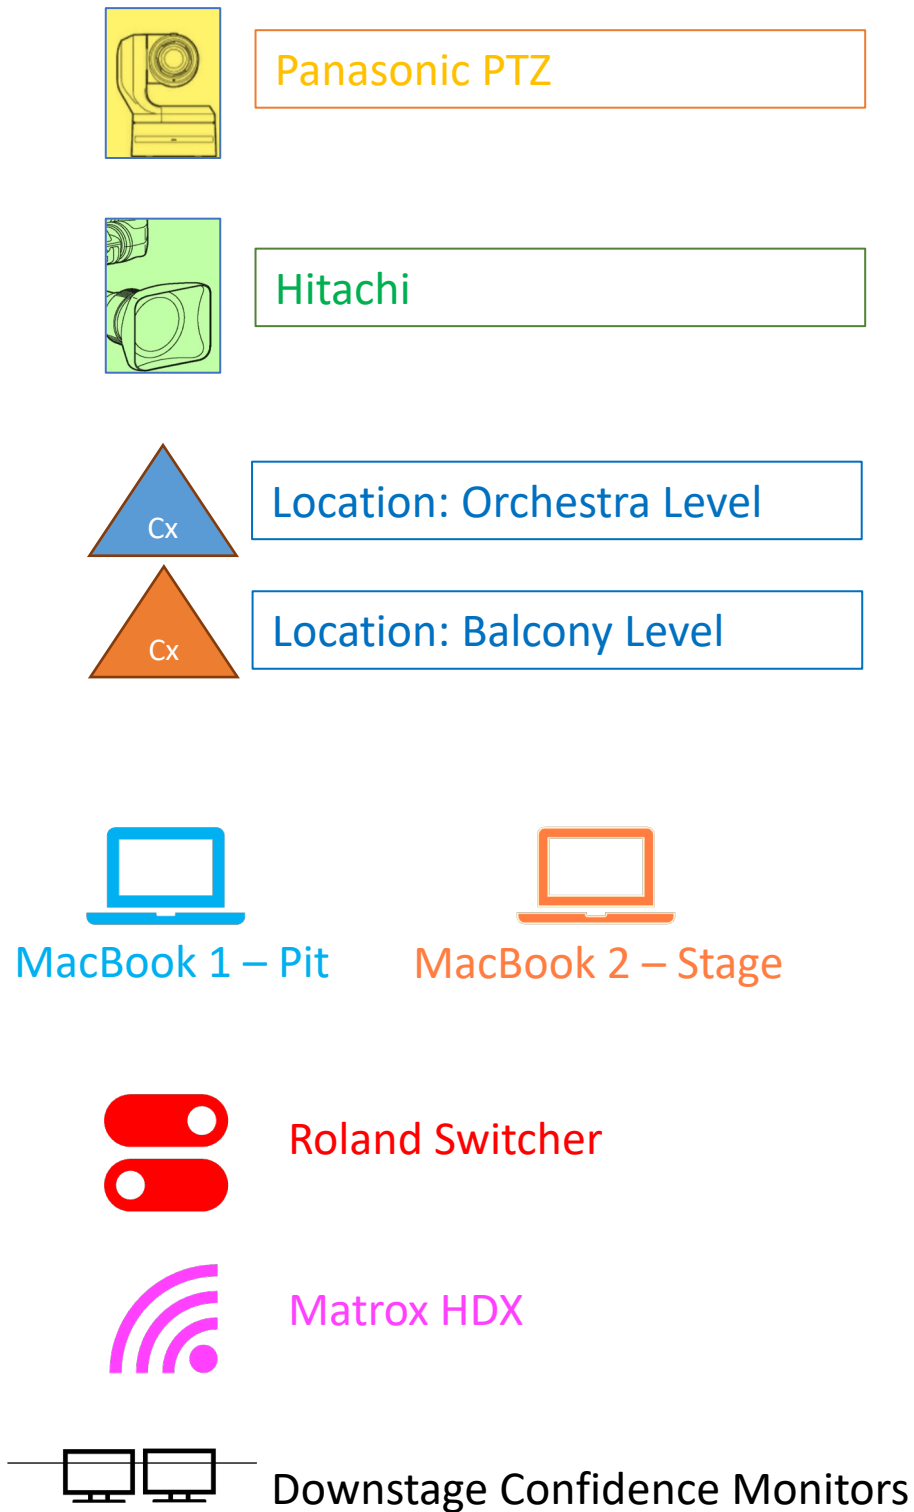 Panasonic PTZ
Hitachi
Cx
Location: Orchestra Level
Cx
Location: Balcony Level
MacBook 1 – Pit
MacBook 2 – Stage
Roland Switcher
Matrox HDX
Downstage Confidence Monitors